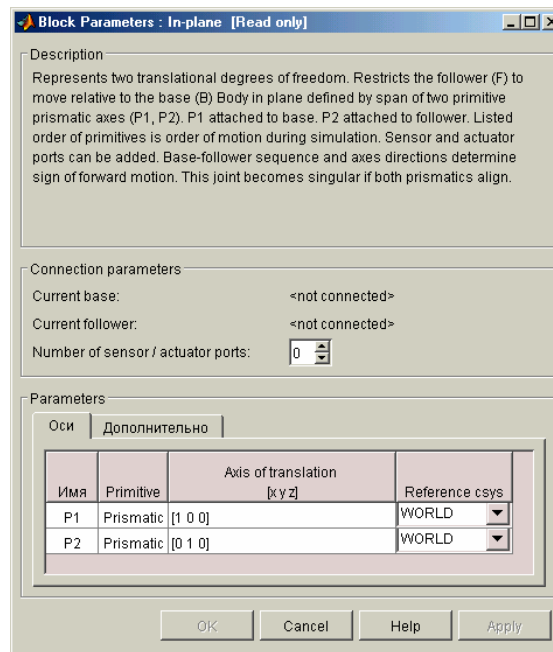 Block Parameters : In-plane [Read only]
Description
Represents two translational degrees of freedom. Restricts the follower (F) to
move relative to the base (B) Body in plane defined by span of two primitive
prismatic axes (P1, P2). P1 attached to base. P2 attached to follower. Listed
order of primitives is order of motion during simulation. Sensor and actuator
ports can be added. Base-follower sequence and axes directions determine
sign of forward motion. This joint becomes singular if both prismatics align.
Connection parameters
Current base: <not connected>
Current follower: <not connected>
Number of sensor / actuator ports: 0
Parameters
Оси Дополнительно
Имя Primitive Axis of translation [x y z] Reference csys
P1 Prismatic [1 0 0] WORLD
P2 Prismatic [0 1 0] WORLD
OK Cancel Help Apply